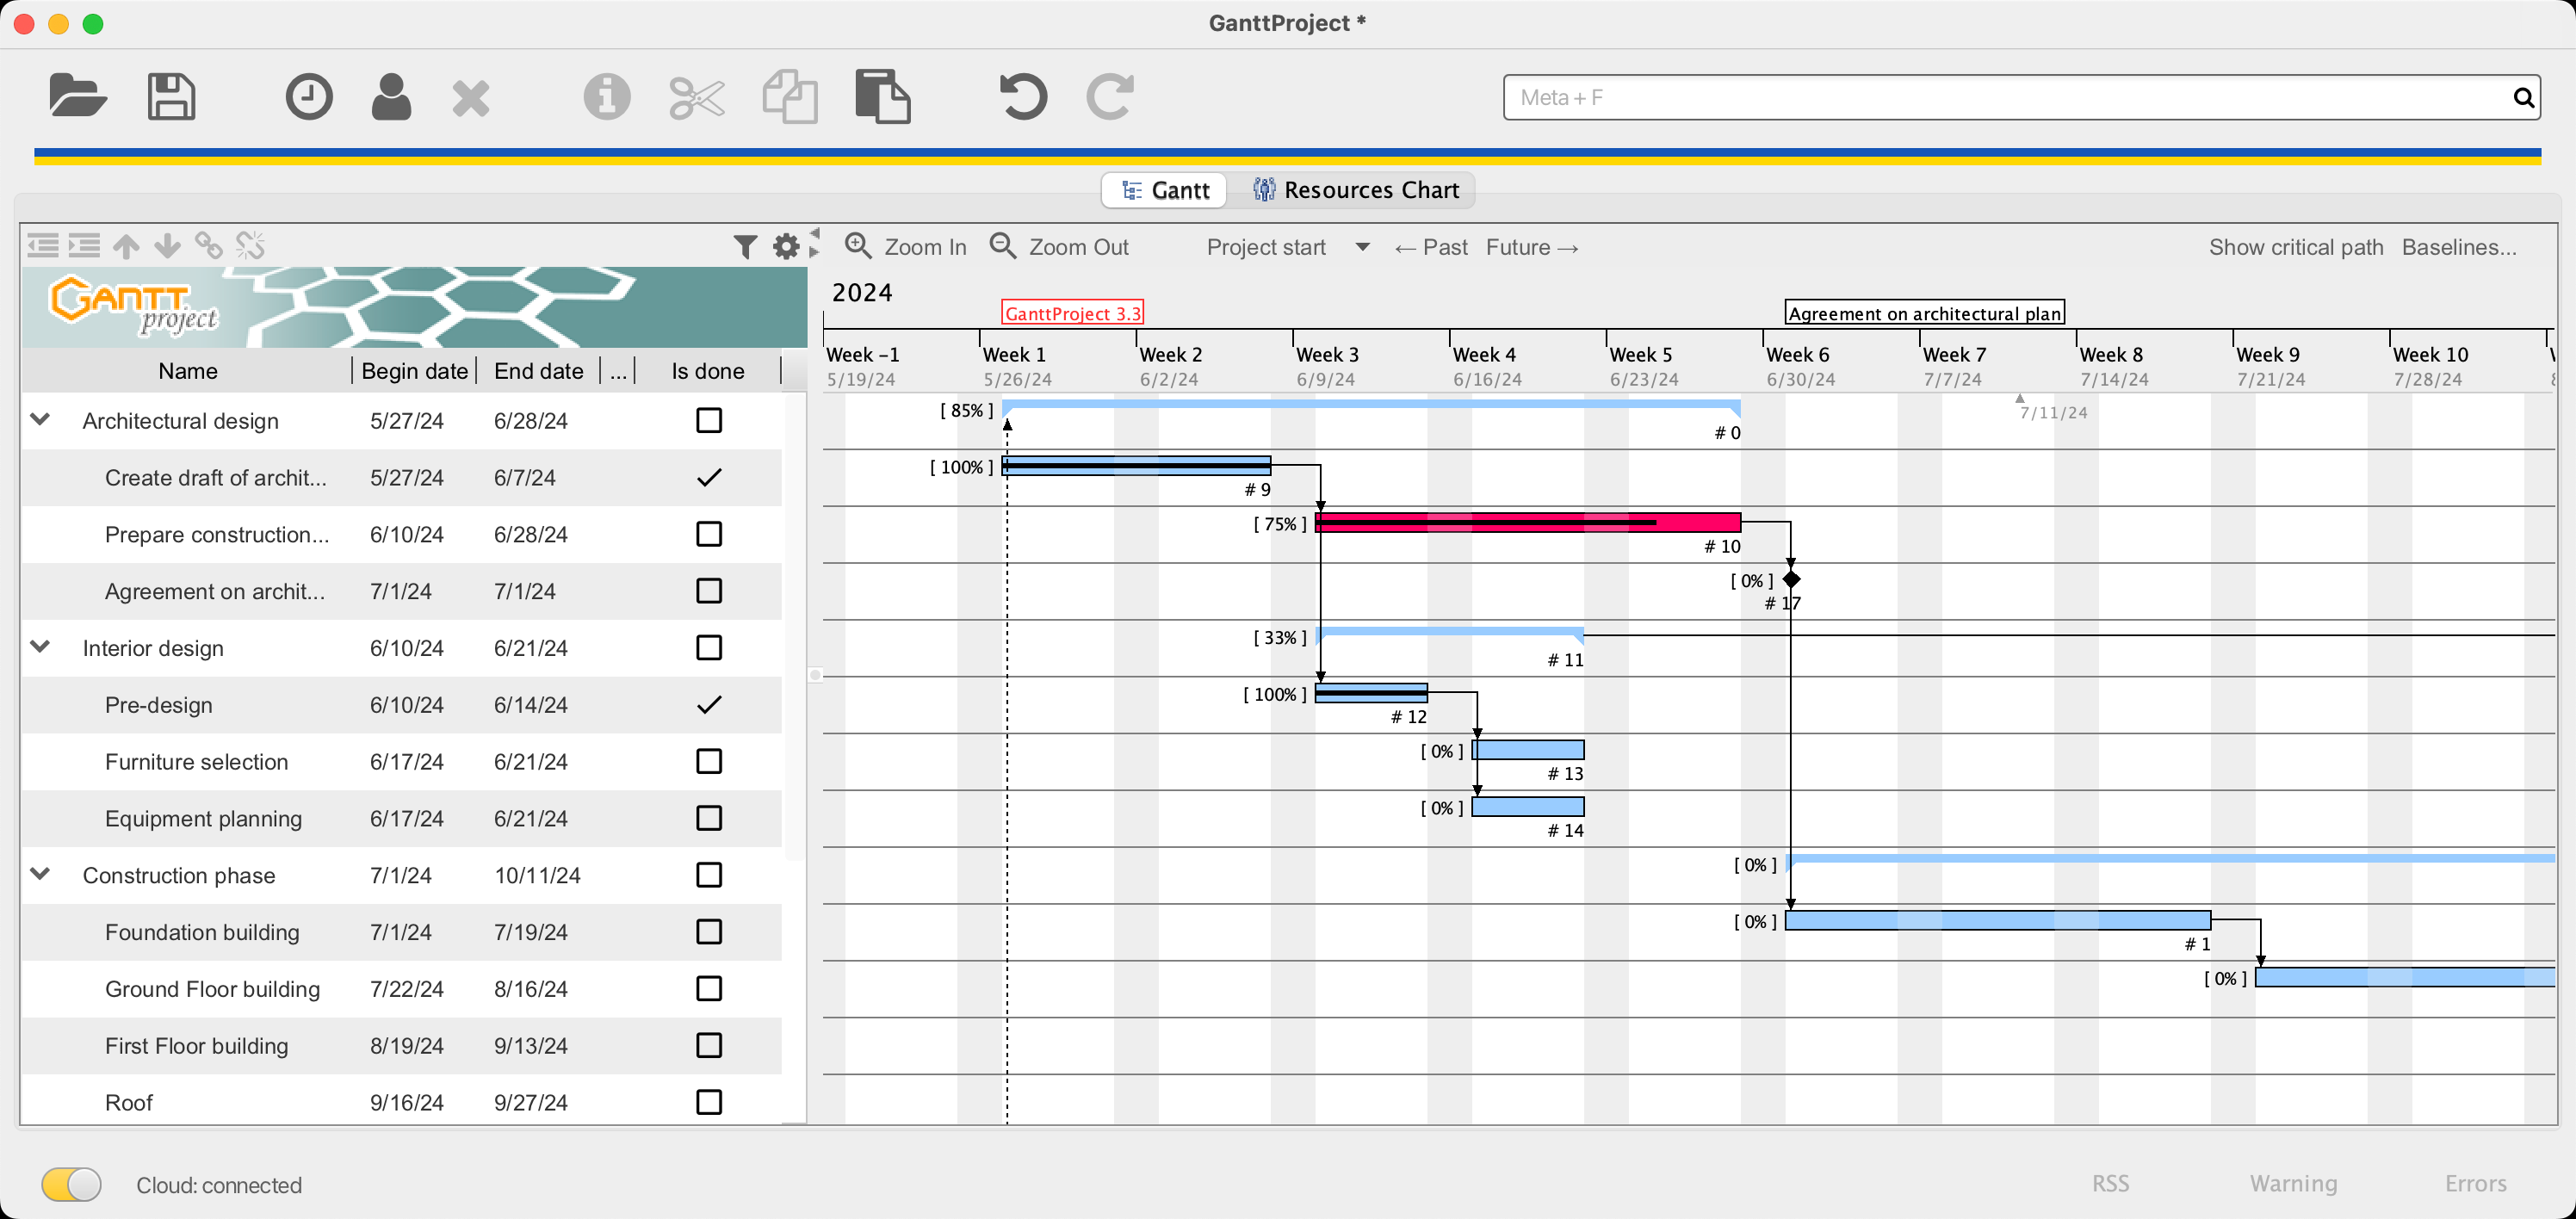 GanttProject *
Meta + F
Gantt
Resources Chart
Zoom In
Zoom Out
Project start
← Past
Future →
Show critical path
Baselines...
GANTT
project
2024
GanttProject 3.3
Agreement on architectural plan
Week -1
Week 1
Week 2
Week 3
Week 4
Week 5
Week 6
Week 7
Week 8
Week 9
Week 10
5/19/24
5/26/24
6/2/24
6/9/24
6/16/24
6/23/24
6/30/24
7/7/24
7/14/24
7/21/24
7/28/24
Name Begin date End date ... Is done
Architectural design 5/27/24 6/28/24
[ 85% ]
# 0
7/11/24
Create draft of archit... 5/27/24 6/7/24
[ 100% ]
# 9
Prepare construction... 6/10/24 6/28/24
[ 75% ]
# 10
Agreement on archit... 7/1/24 7/1/24
[ 0% ]
# 17
Interior design 6/10/24 6/21/24
[ 33% ]
# 11
Pre-design 6/10/24 6/14/24
[ 100% ]
# 12
Furniture selection 6/17/24 6/21/24
[ 0% ]
# 13
Equipment planning 6/17/24 6/21/24
[ 0% ]
# 14
Construction phase 7/1/24 10/11/24
[ 0% ]
Foundation building 7/1/24 7/19/24
[ 0% ]
# 1
Ground Floor building 7/22/24 8/16/24
[ 0% ]
First Floor building 8/19/24 9/13/24
Roof 9/16/24 9/27/24
Cloud: connected
RSS
Warning
Errors